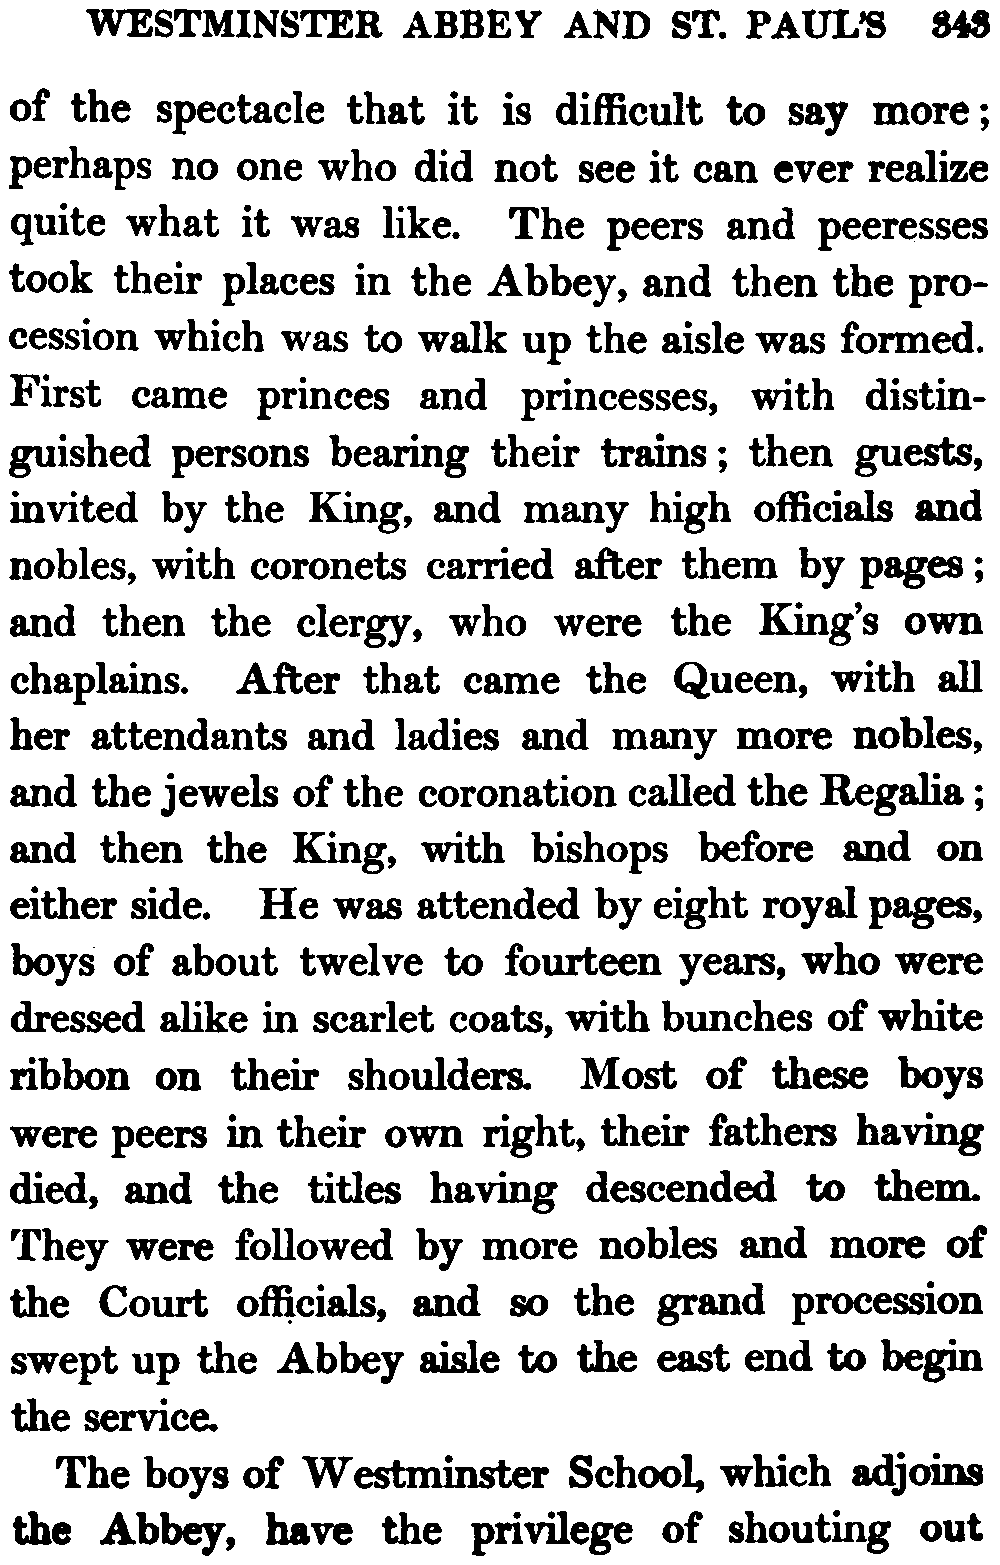 WESTMINSTER ABBEY AND ST. PAUL'S 343
of the spectacle that it is difficult to say more;
perhaps no one who did not see it can ever realize
quite what it was like. The peers and peeresses
took their places in the Abbey, and then the pro-
cession which was to walk up the aisle was formed.
First came princes and princesses, with distin-
guished persons bearing their trains; then guests,
invited by the King, and many high officials and
nobles, with coronets carried after them by pages;
and then the clergy, who were the King's own
chaplains. After that came the Queen, with all
her attendants and ladies and many more nobles,
and the jewels of the coronation called the Regalia;
and then the King, with bishops before and on
either side. He was attended by eight royal pages,
boys of about twelve to fourteen years, who were
dressed alike in scarlet coats, with bunches of white
ribbon on their shoulders. Most of these boys
were peers in their own right, their fathers having
died, and the titles having descended to them.
They were followed by more nobles and more of
the Court officials, and so the grand procession
swept up the Abbey aisle to the east end to begin
the service.
The boys of Westminster School, which adjoins
the Abbey, have the privilege of shouting out